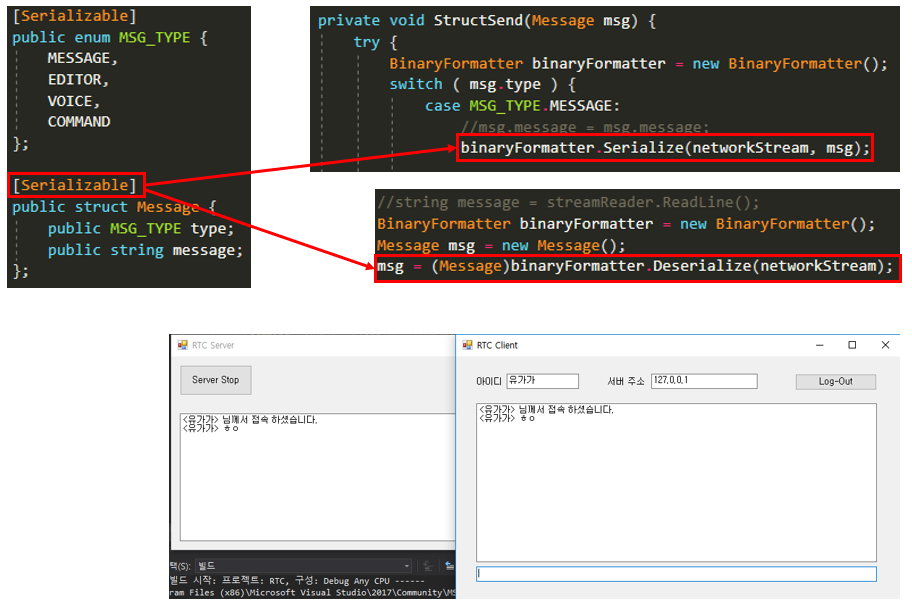 [Serializable]
public enum MSG_TYPE {
MESSAGE,
EDITOR,
VOICE,
COMMAND
};
[Serializable]
public struct Message {
public MSG_TYPE type;
public string message;
};
private void StructSend(Message msg) {
try {
BinaryFormatter binaryFormatter = new BinaryFormatter();
switch ( msg.type ) {
case MSG_TYPE.MESSAGE:
//msg.message = msg.message;
binaryFormatter.Serialize(networkStream, msg);
//string message = streamReader.ReadLine();
BinaryFormatter binaryFormatter = new BinaryFormatter();
Message msg = new Message();
msg = (Message)binaryFormatter.Deserialize(networkStream);
RTC Server
Server Stop
<유가가> 님께서 접속 하셨습니다.
<유가가> ㅎㅇ
택(S): 빌드
빌드 시작: 프로젝트: RTC, 구성: Debug Any CPU ------
ram Files (x86)\Microsoft Visual Studio\2017\Community\MS
RTC Client
아이디 유가가 서버 주소 127.0.0.1 Log-Out
<유가가> 님께서 접속 하셨습니다.
<유가가> ㅎㅇ